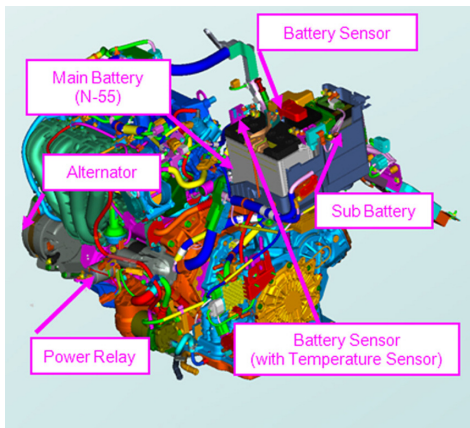 Battery Sensor
Main Battery
(N-55)
Alternator
Sub Battery
Power Relay
Battery Sensor
(with Temperature Sensor)